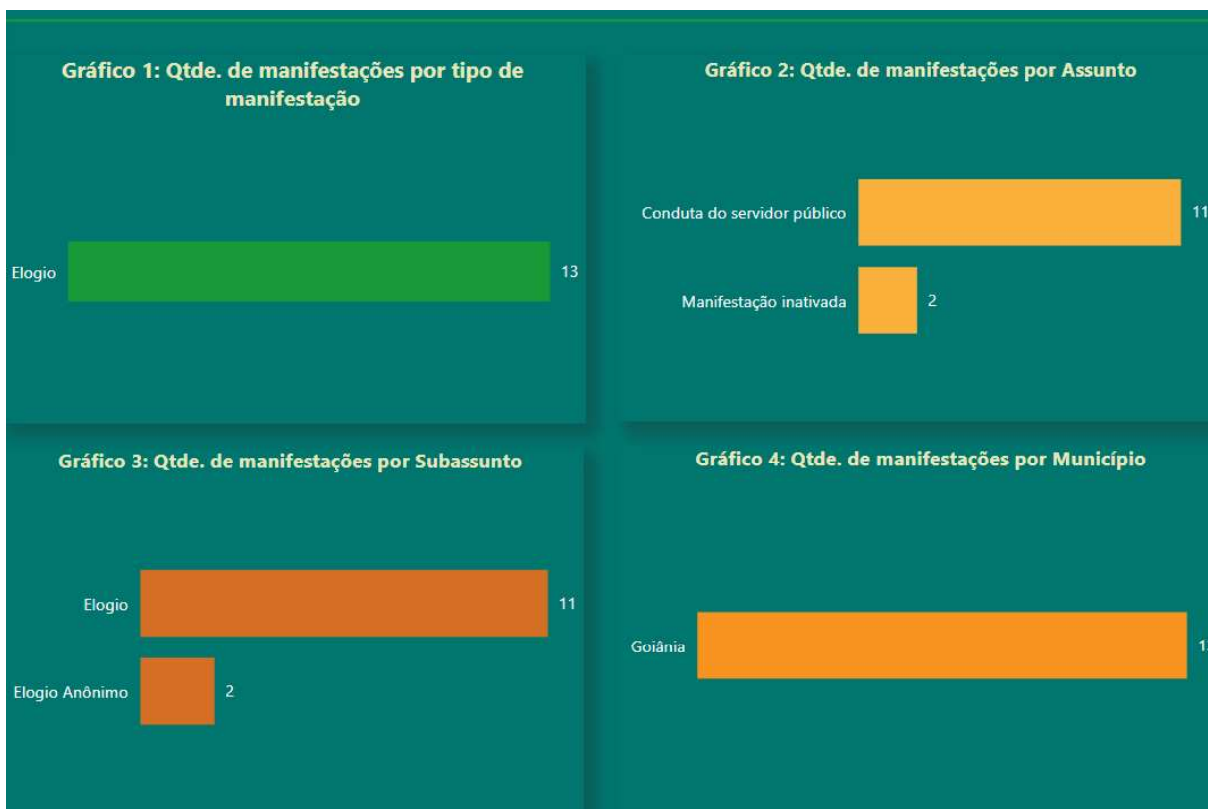 Gráfico 1: Qtde. de manifestações por tipo de
manifestação
Elogio
13
Gráfico 2: Qtde. de manifestações por Assunto
Conduta do servidor público
11
Manifestação inativada
2
Gráfico 3: Qtde. de manifestações por Subassunto
Elogio
11
Elogio Anônimo
2
Gráfico 4: Qtde. de manifestações por Município
Goiânia